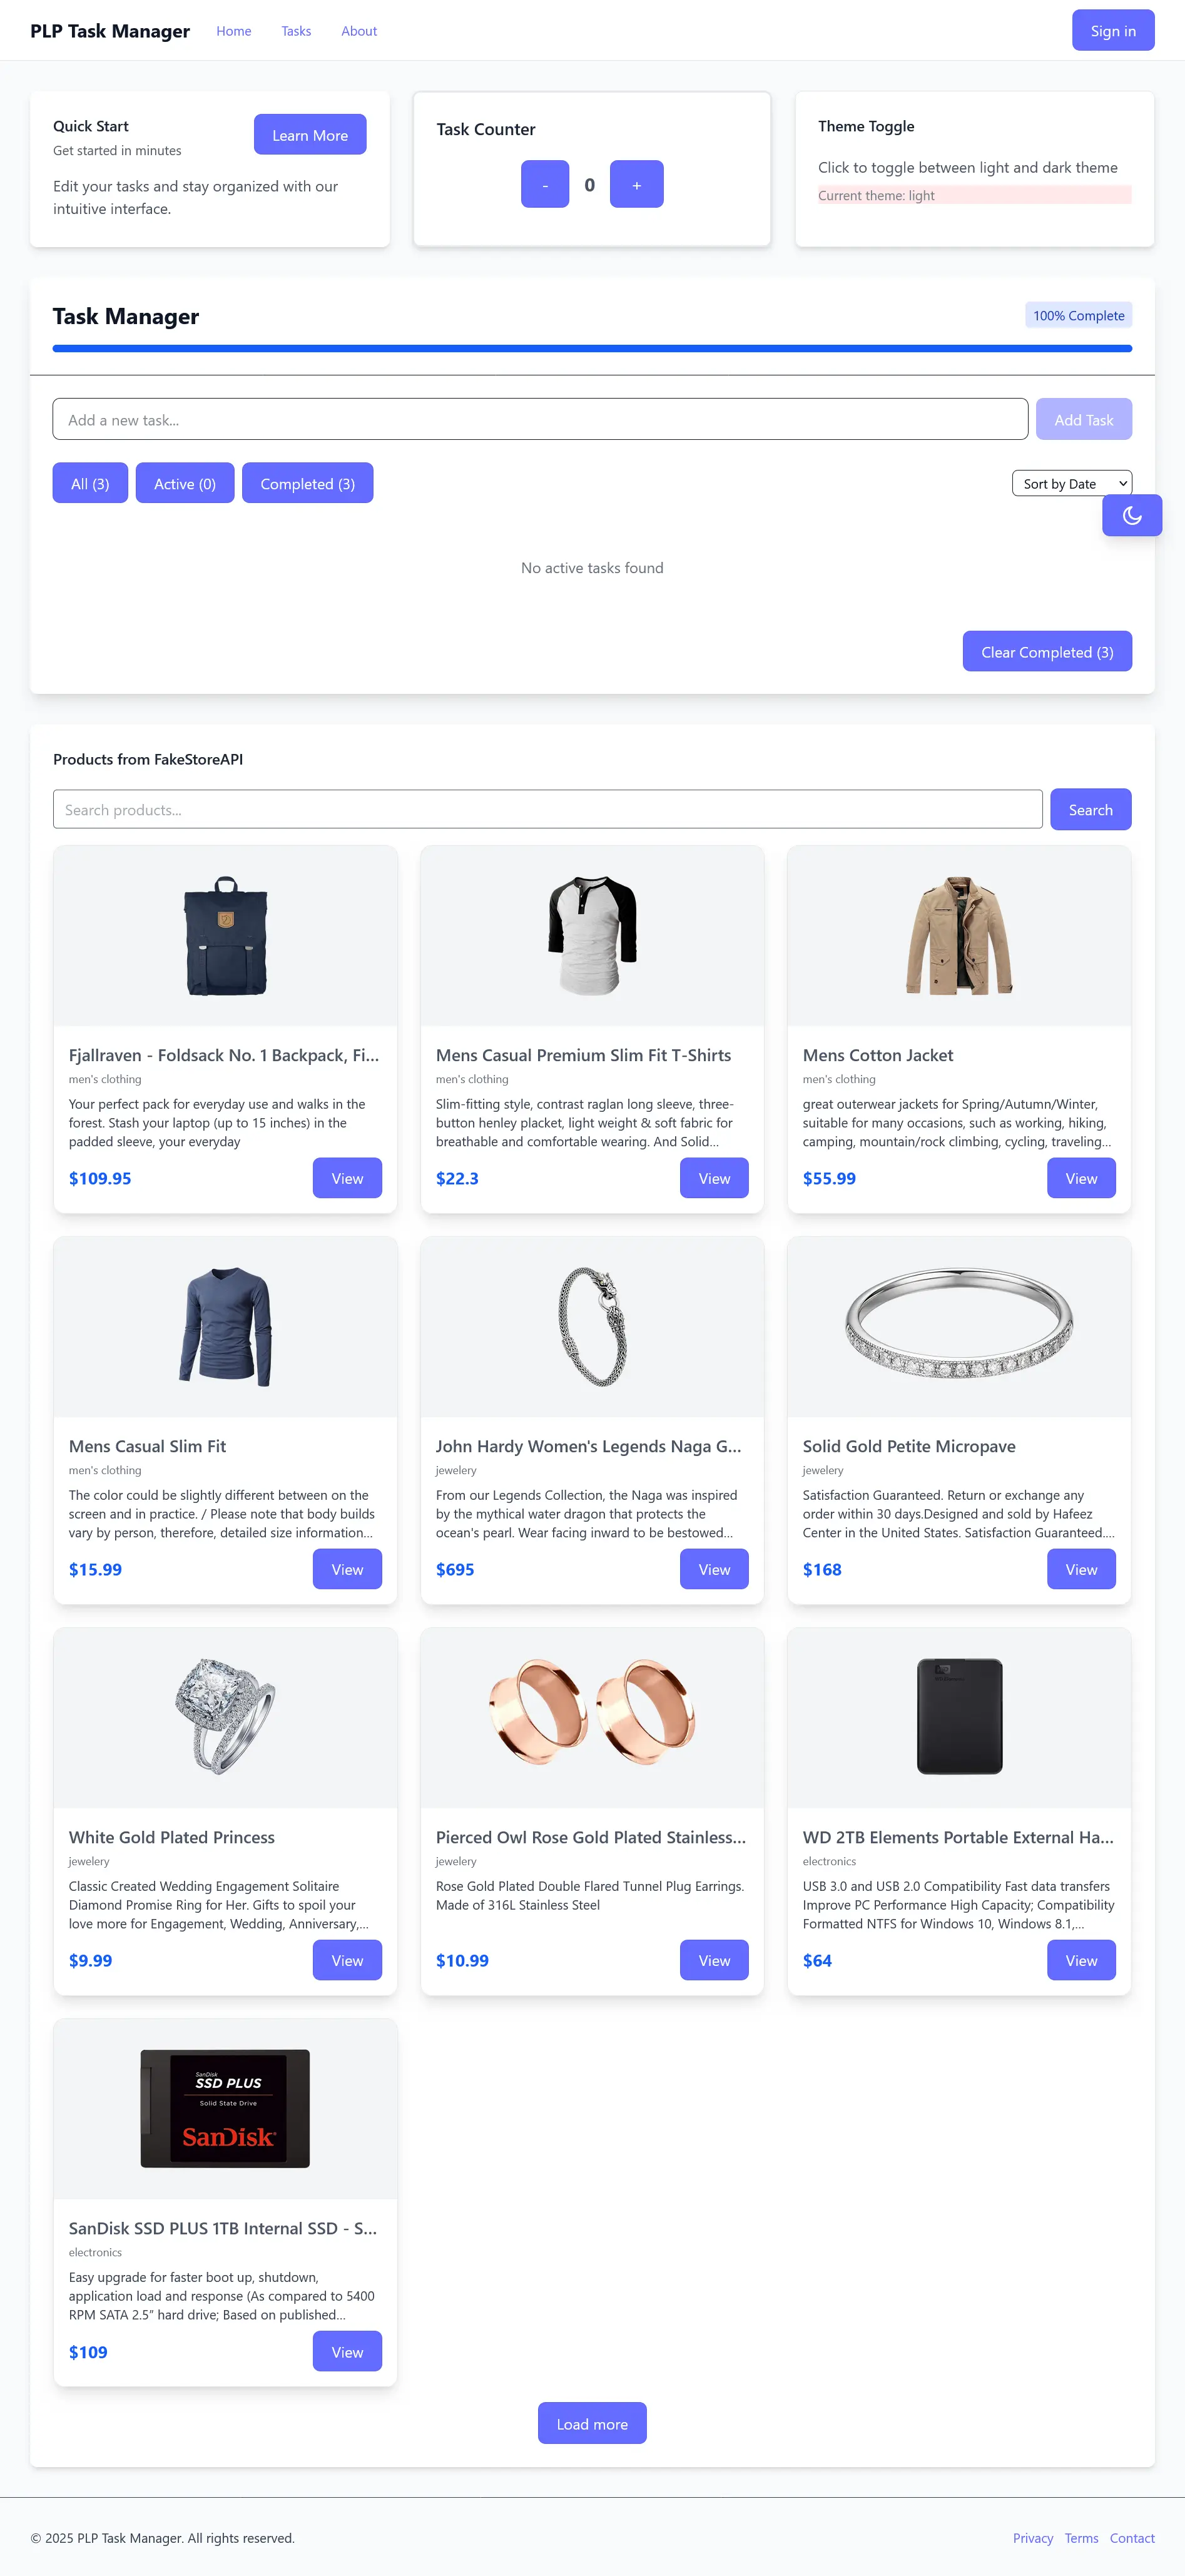 PLP Task Manager
Home
Tasks
About
Sign in
Quick Start
Get started in minutes
Learn More
Edit your tasks and stay organized with our
intuitive interface.
Task Counter
-
0
+
Theme Toggle
Click to toggle between light and dark theme
Current theme: light
Task Manager
100% Complete
Add a new task...
Add Task
All (3)
Active (0)
Completed (3)
Sort by Date
No active tasks found
Clear Completed (3)
Products from FakeStoreAPI
Search products...
Search
Fjallraven - Foldsack No. 1 Backpack, Fi...
men's clothing
Your perfect pack for everyday use and walks in the
forest. Stash your laptop (up to 15 inches) in the
padded sleeve, your everyday
$109.95
View
Mens Casual Premium Slim Fit T-Shirts
men's clothing
Slim-fitting style, contrast raglan long sleeve, three-
button henley placket, light weight & soft fabric for
breathable and comfortable wearing. And Solid...
$22.3
View
Mens Cotton Jacket
men's clothing
great outerwear jackets for Spring/Autumn/Winter,
suitable for many occasions, such as working, hiking,
camping, mountain/rock climbing, cycling, traveling...
$55.99
View
Mens Casual Slim Fit
men's clothing
The color could be slightly different between on the
screen and in practice. / Please note that body builds
vary by person, therefore, detailed size information...
$15.99
View
John Hardy Women's Legends Naga G...
jewelery
From our Legends Collection, the Naga was inspired
by the mythical water dragon that protects the
ocean's pearl. Wear facing inward to be bestowed...
$695
View
Solid Gold Petite Micropave
jewelery
Satisfaction Guaranteed. Return or exchange any
order within 30 days.Designed and sold by Hafeez
Center in the United States. Satisfaction Guaranteed....
$168
View
White Gold Plated Princess
jewelery
Classic Created Wedding Engagement Solitaire
Diamond Promise Ring for Her. Gifts to spoil your
love more for Engagement, Wedding, Anniversary,...
$9.99
View
Pierced Owl Rose Gold Plated Stainless...
jewelery
Rose Gold Plated Double Flared Tunnel Plug Earrings.
Made of 316L Stainless Steel
$10.99
View
WD 2TB Elements Portable External Ha...
electronics
USB 3.0 and USB 2.0 Compatibility Fast data transfers
Improve PC Performance High Capacity; Compatibility
Formatted NTFS for Windows 10, Windows 8.1,...
$64
View
SanDisk
SSD PLUS
Solid State Drive
SanDisk
SanDisk SSD PLUS 1TB Internal SSD - S...
electronics
Easy upgrade for faster boot up, shutdown,
application load and response (As compared to 5400
RPM SATA 2.5” hard drive; Based on published...
$109
View
Load more
© 2025 PLP Task Manager. All rights reserved.
Privacy
Terms
Contact